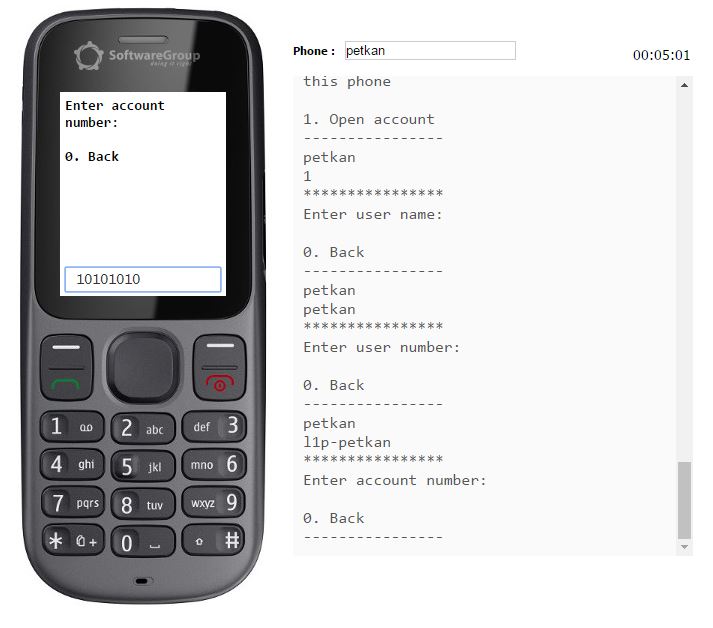 SoftwareGroup
doing it right
Enter account
number:
0. Back
10101010
1
2 abc
def 3
4 ghi
5 jkl
mno 6
7 pqrs
8 tuv
wxyz 9
* +
0
#
Phone : petkan
00:05:01
this phone
1. Open account
----------------
petkan
1
****************
Enter user name:
0. Back
----------------
petkan
petkan
****************
Enter user number:
0. Back
----------------
petkan
l1p-petkan
****************
Enter account number:
0. Back
----------------